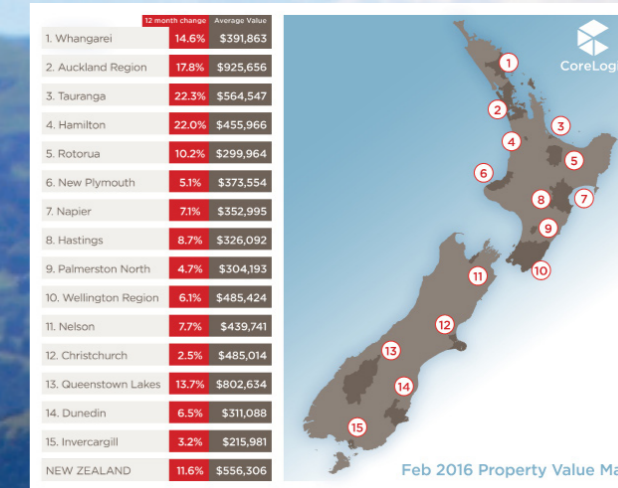 12 month change Average Value
1. Whangarei 14.6% $391,863
2. Auckland Region 17.8% $925,656
3. Tauranga 22.3% $564,547
4. Hamilton 22.0% $455,966
5. Rotorua 10.2% $299,964
6. New Plymouth 5.1% $373,554
7. Napier 7.1% $352,995
8. Hastings 8.7% $326,092
9. Palmerston North 4.7% $304,193
10. Wellington Region 6.1% $485,424
11. Nelson 7.7% $439,741
12. Christchurch 2.5% $485,014
13. Queenstown Lakes 13.7% $802,634
14. Dunedin 6.5% $311,088
15. Invercargill 3.2% $215,981
NEW ZEALAND 11.6% $556,306
CoreLogi
1
2
3
4
5
6
7
8
9
10
11
12
13
14
15
Feb 2016 Property Value Ma